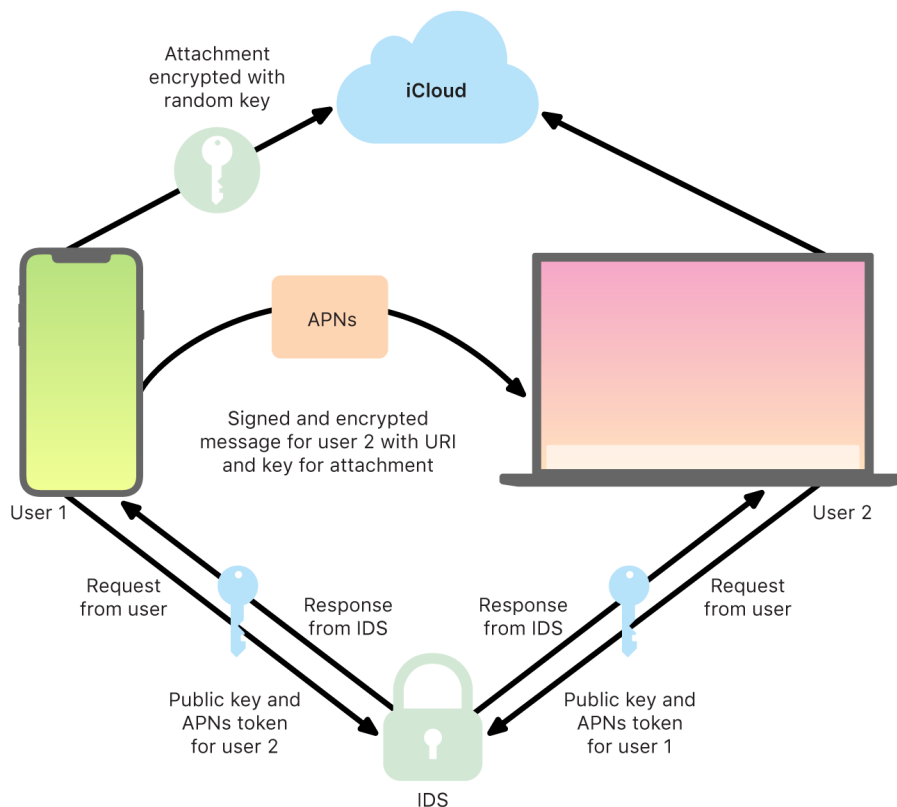 Attachment
encrypted with
random key
iCloud
APNs
Signed and encrypted
message for user 2 with URI
and key for attachment
User 1
User 2
Request
from user
Response
from IDS
Response
from IDS
Request
from user
Public key and
APNs token
for user 2
Public key and
APNs token
for user 1
IDS